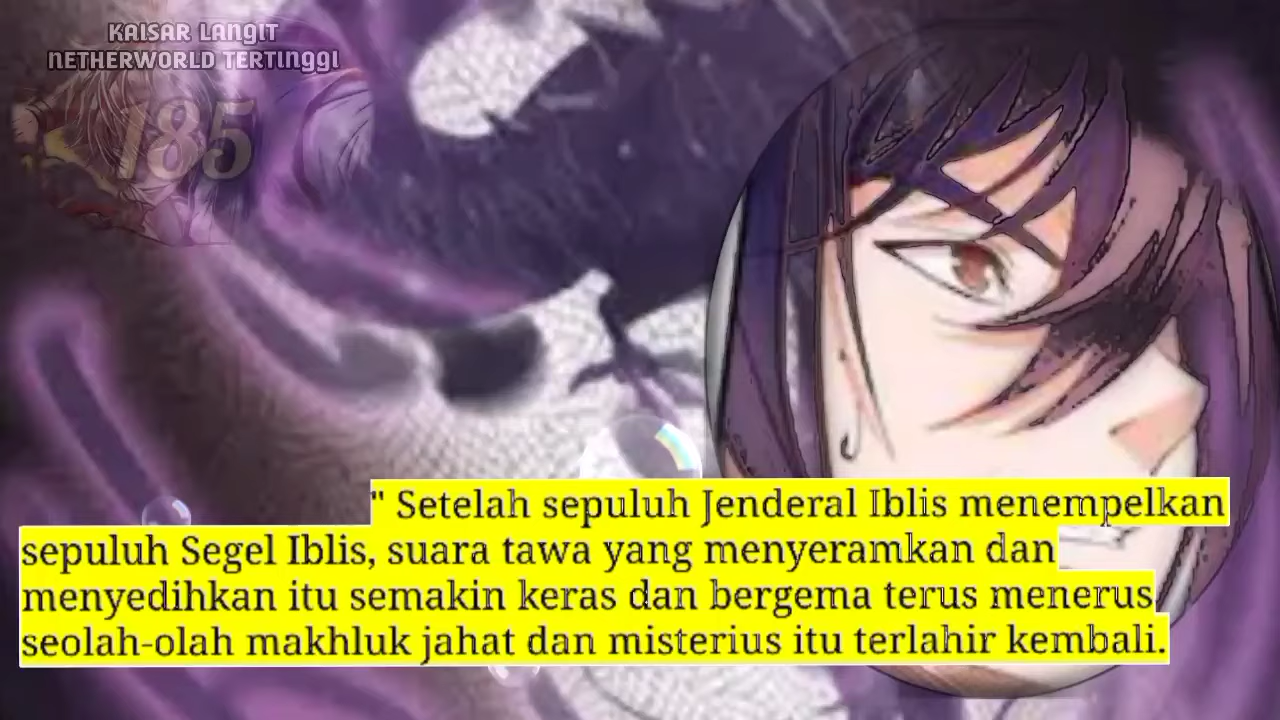 KAISAR LANGIT
NETHERWORLD TERTINGGI
185
" Setelah sepuluh Jenderal Iblis menempelkan
sepuluh Segel Iblis, suara tawa yang menyeramkan dan
menyedihkan itu semakin keras dan bergema terus menerus,
seolah-olah makhluk jahat dan misterius itu terlahir kembali.